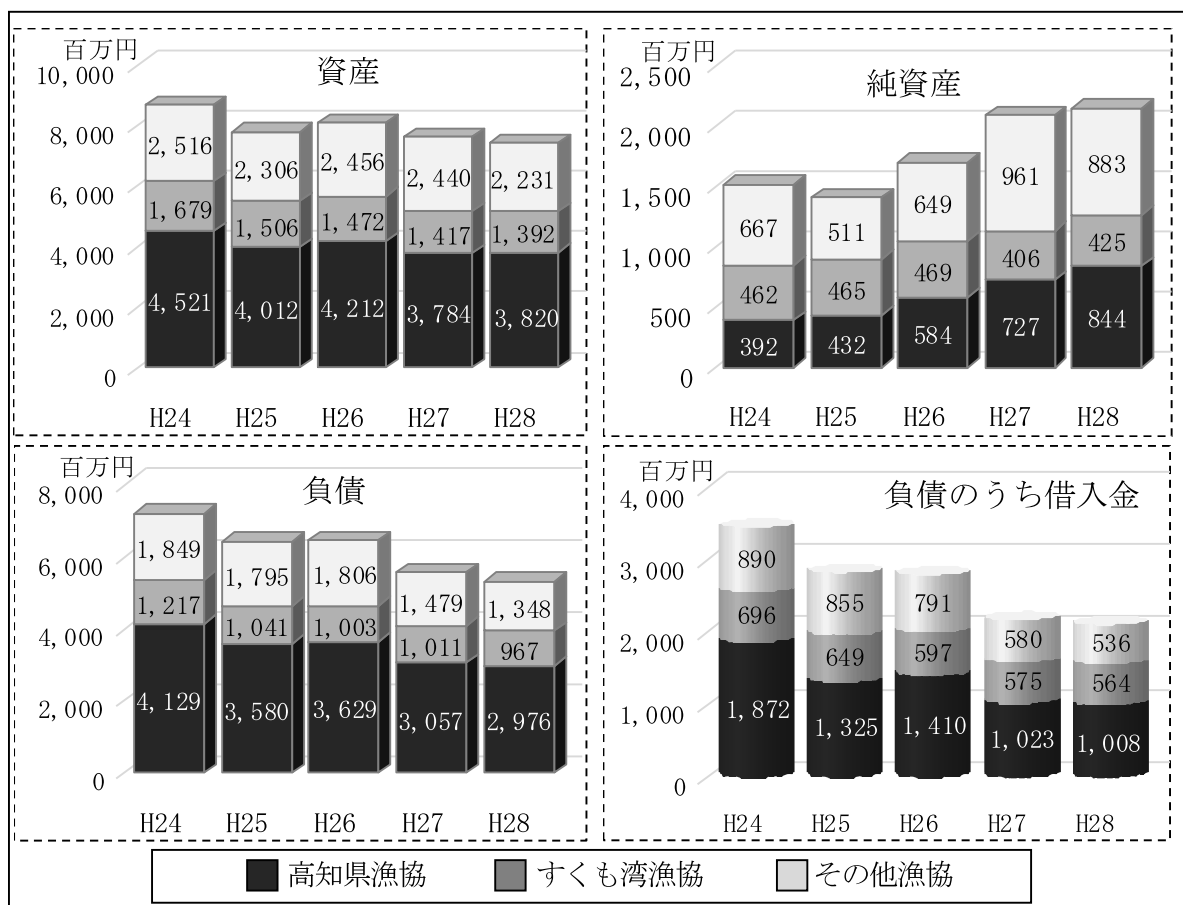 百万円
資産
10,000
8,000
6,000
4,000
2,000
0
2,516 2,306 2,456 2,440 2,231
1,679 1,506 1,472 1,417 1,392
4,521 4,012 4,212 3,784 3,820
H24 H25 H26 H27 H28
百万円
純資産
2,500
2,000
1,500
1,000
500
0
667 511 649 961 883
462 465 469 406 425
392 432 584 727 844
H24 H25 H26 H27 H28
百万円
負債
8,000
6,000
4,000
2,000
0
1,849 1,795 1,806 1,479 1,348
1,217 1,041 1,003 1,011 967
4,129 3,580 3,629 3,057 2,976
H24 H25 H26 H27 H28
百万円
負債のうち借入金
4,000
3,000
2,000
1,000
0
890 855 791 580 536
696 649 597 575 564
1,872 1,325 1,410 1,023 1,008
H24 H25 H26 H27 H28
高知県漁協 すくも湾漁協 その他漁協